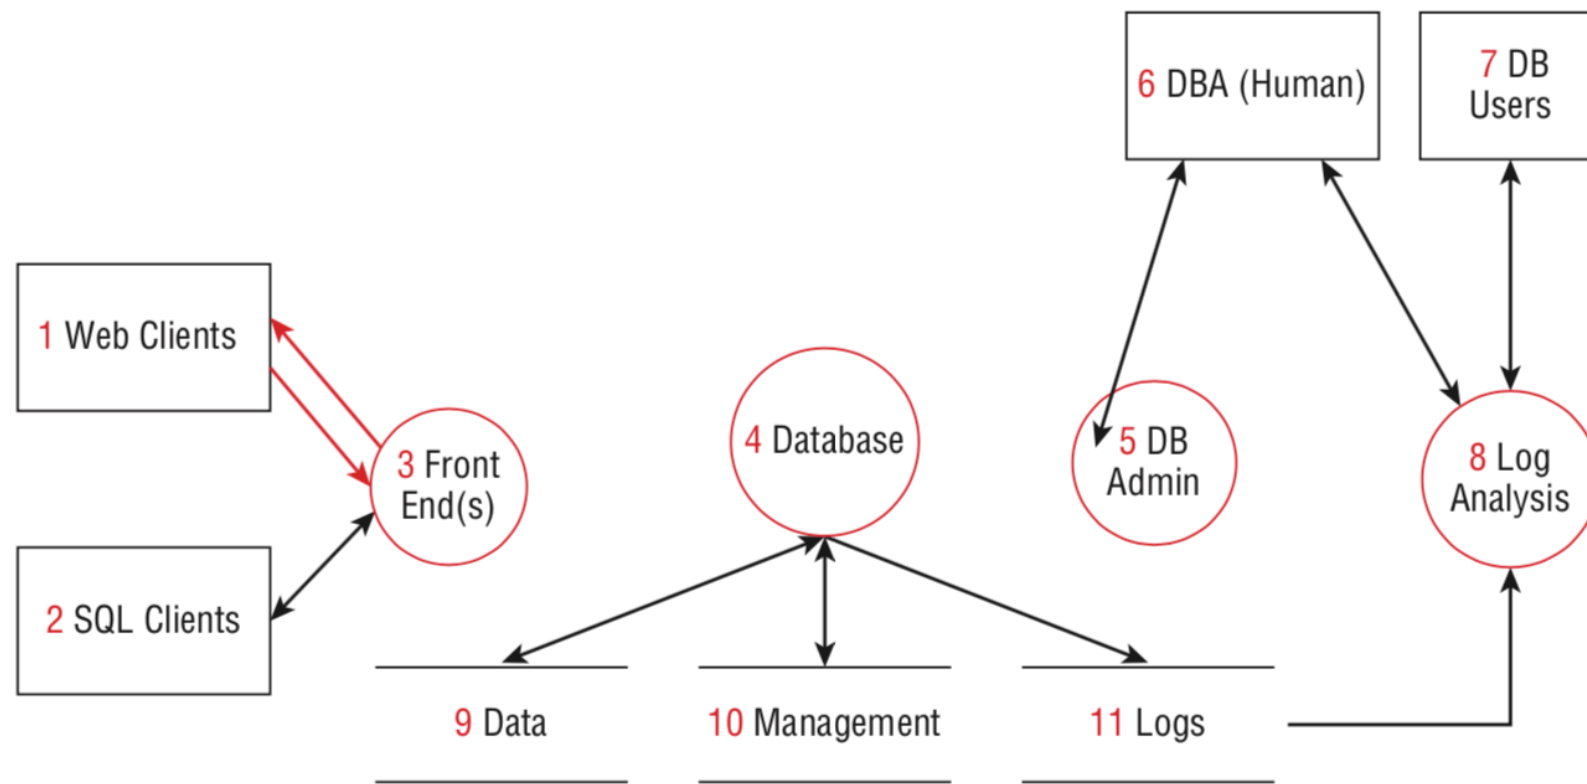 6 DBA (Human)
7 DB
Users
1 Web Clients
3 Front
End(s)
4 Database
5 DB
Admin
8 Log
Analysis
2 SQL Clients
9 Data
10 Management
11 Logs